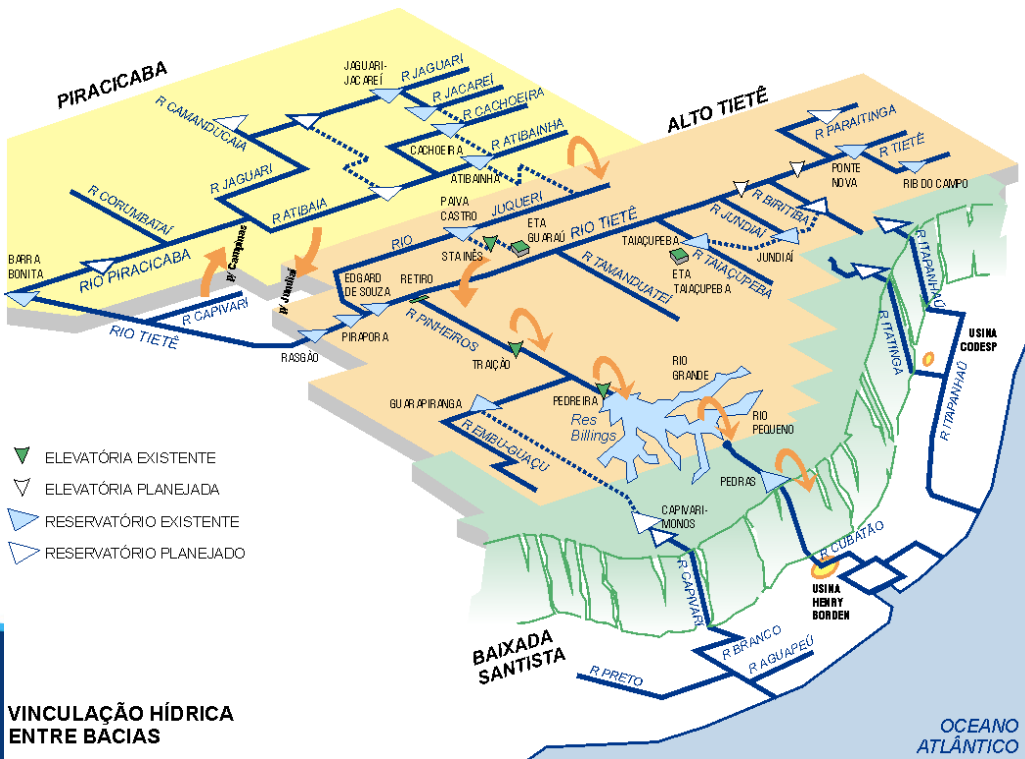 PIRACICABA
JAGUARI-
JACAREÍ
R JAGUARI
R JACAREÍ
R CACHOEIRA
R CAMANDUCAIA
CACHOEIRA
R ATIBAINHA
ATIBAINHA
R JAGUARI
R CORUMBATAÍ
R ATIBAIA
BARRA
BONITA
RIO PIRACICABA
P/ Campinas
P/ Jundiaí
R CAPIVARI
RIO TIETÊ
ALTO TIETÊ
R PARAITINGA
R TIETÊ
PONTE
NOVA
RIB DO CAMPO
PAIVA
CASTRO
RIO
JUQUERI
ETA
GUARAÚ
STA INÊS
RIO TIETÊ
R BIRITIBA
R JUNDIAÍ
TAIAÇUPEBA
JUNDIAÍ
R TAIAÇUPEBA
ETA
TAIAÇUPEBA
R TAMANDUATEÍ
EDGARD
DE SOUZA
RETIRO
PIRAPORA
RASGÃO
R PINHEIROS
TRAIÇÃO
GUARAPIRANGA
PEDREIRA
R EMBÚ-GUAÇÚ
Res
Billings
RIO
GRANDE
RIO
PEQUENO
PEDRAS
CAPIVARI-
MONOS
R CAPIVARI
R CUBATÃO
USINA
HENRY
BORDEN
R ITAPANHAÚ
R ITATINGA
USINA
CODESP
R ITAPANHAÚ
BAIXADA
SANTISTA
R BRANCO
R AGUAPEÚ
R PRETO
ELEVATÓRIA EXISTENTE
ELEVATÓRIA PLANEJADA
RESERVATÓRIO EXISTENTE
RESERVATÓRIO PLANEJADO
VINCULAÇÃO HÍDRICA
ENTRE BACIAS
OCEANO
ATLÂNTICO